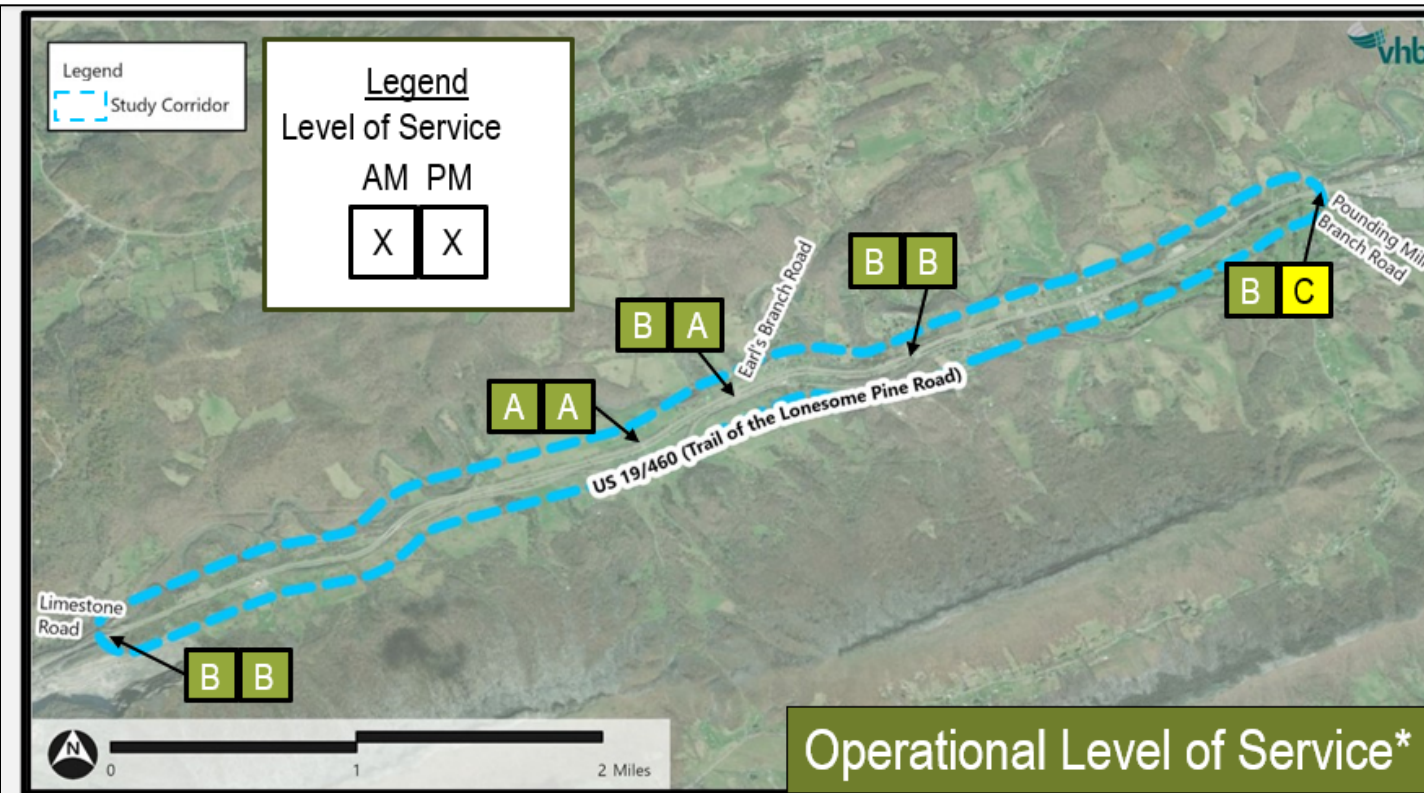 Legend
Study Corridor
Legend
Level of Service
AM PM
X X
vhb
Pounding Mill
Branch Road
B C
Earl's Branch Road
B B
B A
A A
US 19/460 (Trail of the Lonesome Pine Road)
Limestone
Road
B B
N
0 1 2 Miles
Operational Level of Service*